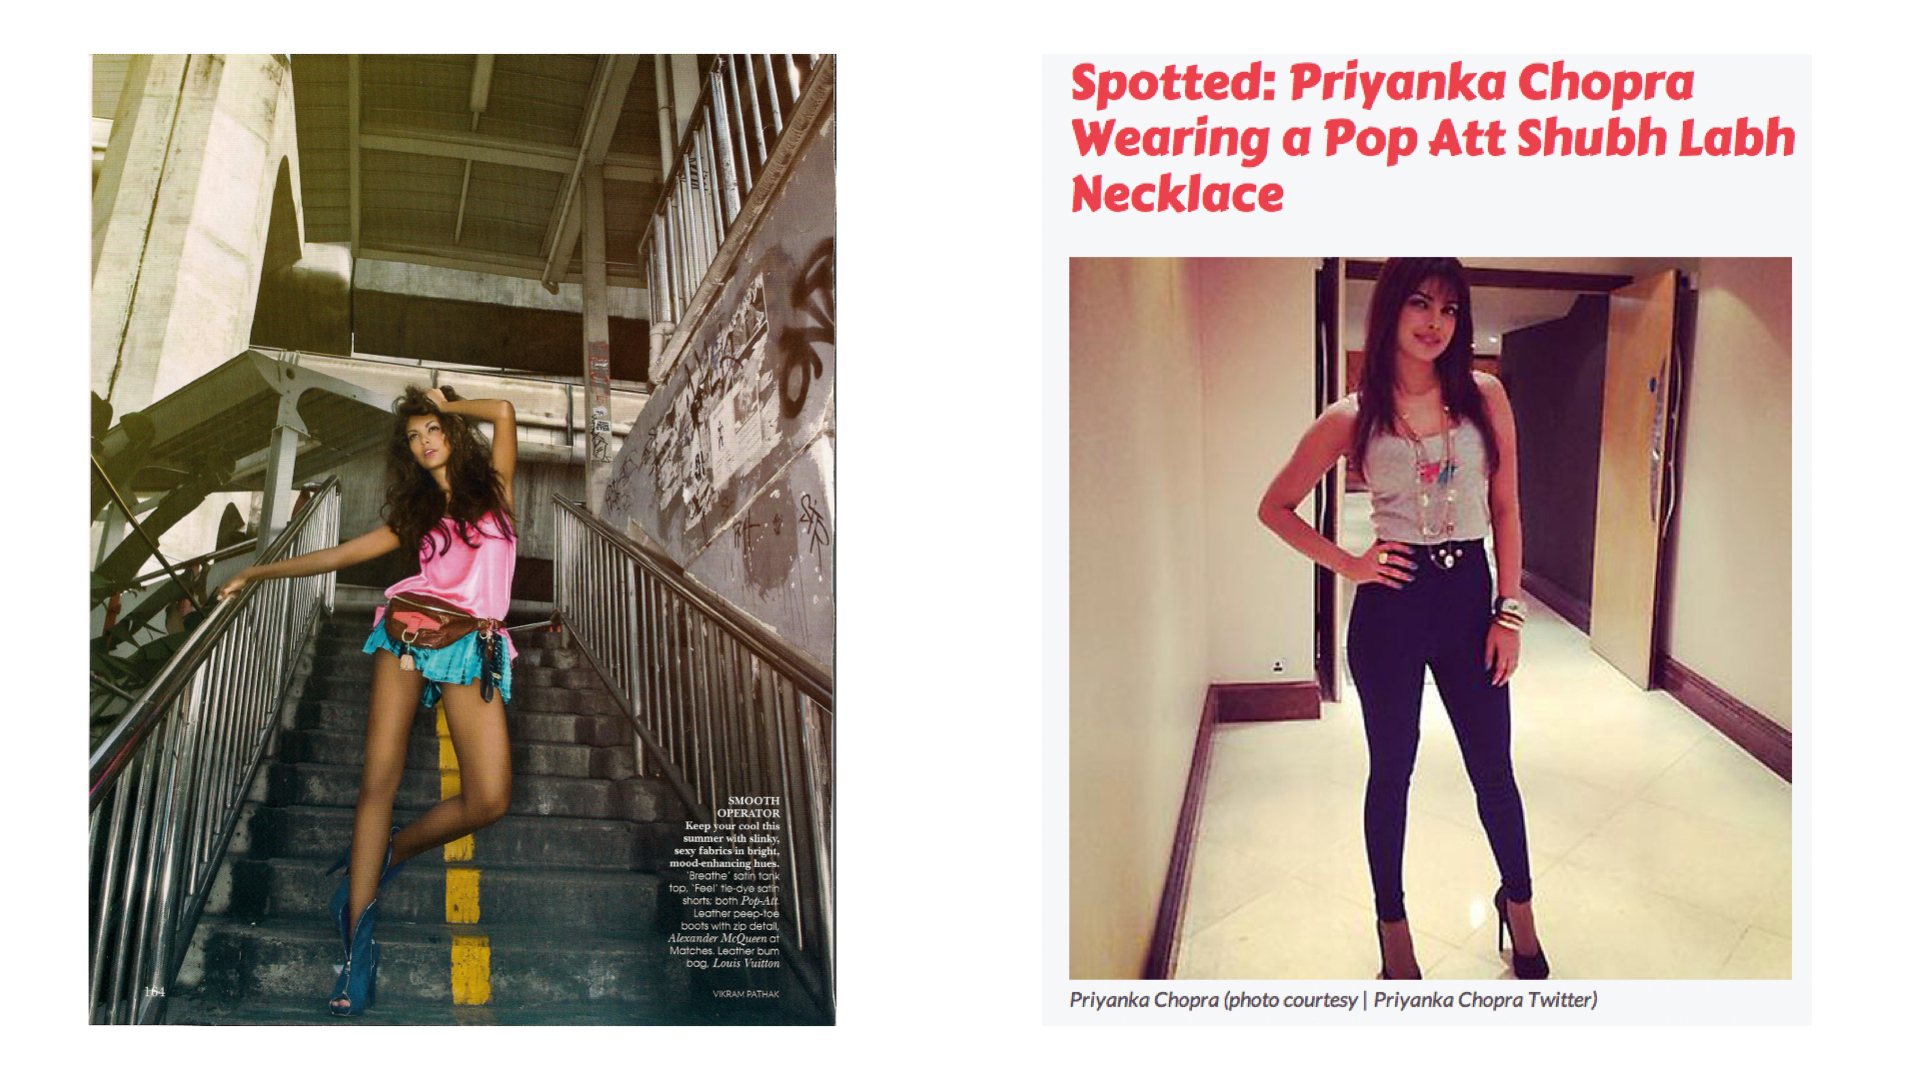 SMOOTH
OPERATOR
Keep your cool this
summer with slinky,
sexy fabrics in bright,
mood-enhancing hues.
'Breathe' satin tank
top, 'Feel' tie-dye satin
shorts; both Pop-Att.
Leather peep-toe
boots with zip detail,
Alexander McQueen at
Matches. Leather bum
bag, Louis Vuitton
164
VIKRAM PATHAK
Spotted: Priyanka Chopra
Wearing a Pop Att Shubh Labh
Necklace
Priyanka Chopra (photo courtesy | Priyanka Chopra Twitter)